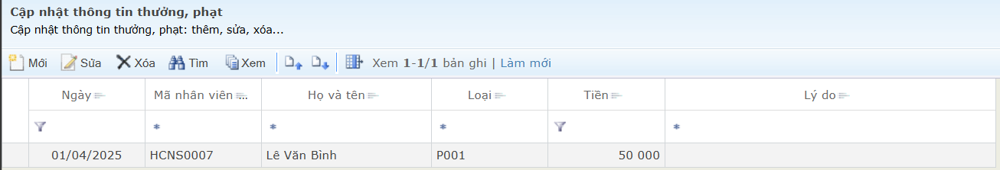 Cập nhật thông tin thưởng, phạt
Cập nhật thông tin thưởng, phạt: thêm, sửa, xóa...
Mới Sửa Xóa Tìm Xem Xem 1-1/1 bản ghi | Làm mới
Ngày Mã nhân viên ... Họ và tên Loại Tiền Lý do
* * * *
01/04/2025 HCNS0007 Lê Văn Bình P001 50 000